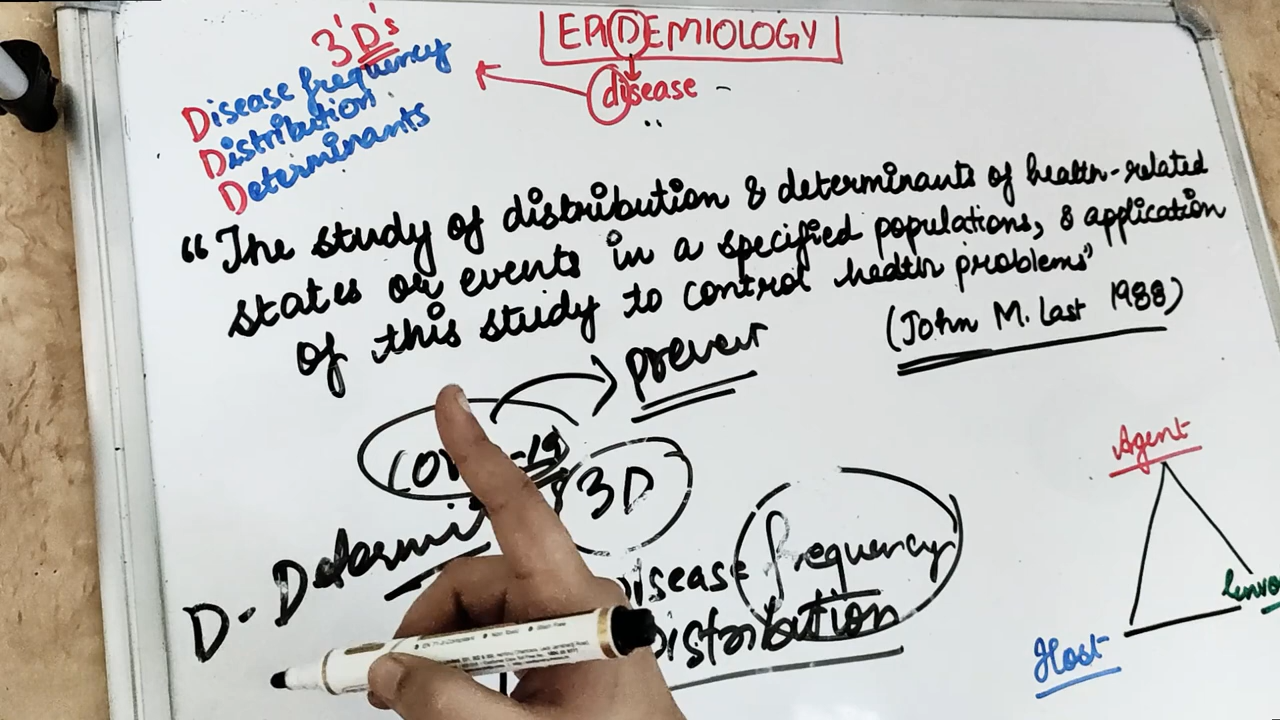 EPIDEMIOLOGY
disease
3'D's
Disease frequency
Distribution
Determinants
"The study of distribution & determinants of health-related
states or events in a specified populations, & application
of this study to control health problems"
(John M. Last 1988)
prevent
3D
D-Determi
Disease frequency
Distribution
Agent
Host